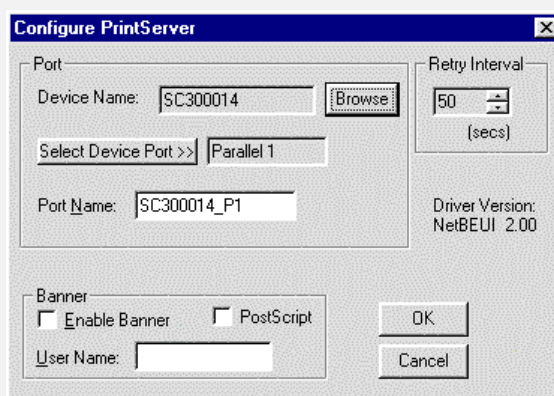 Configure PrintServer
Port
Device Name: SC300014 Browse
Select Device Port >> Parallel 1
Port Name: SC300014_P1
Retry Interval
50
(secs)
Driver Version:
NetBEUI 2.00
Banner
Enable Banner PostScript
User Name:
OK
Cancel